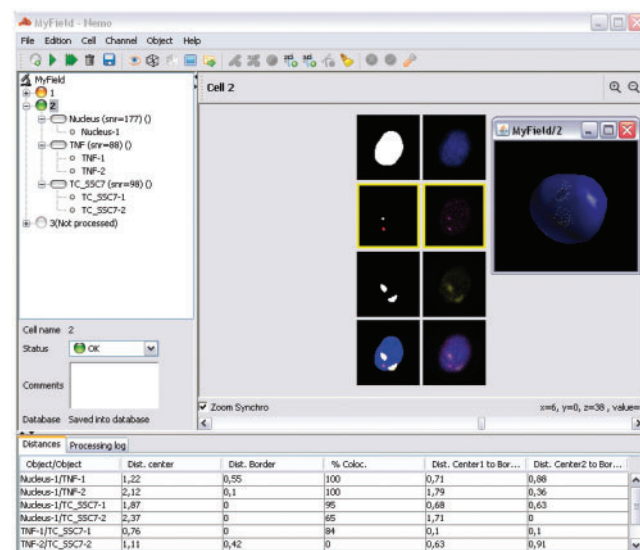 MyField - Nemo
File Edition Cell Channel Object Help
MyField
1
2
Nucleus (snr=177) ()
Nucleus-1
TNF (snr=88) ()
TNF-1
TNF-2
TC_SSC7 (snr=98) ()
TC_SSC7-1
TC_SSC7-2
3(Not processed)
Cell name 2
Status OK
Comments
Database Saved into database
Cell 2
MyField/2
Zoom Synchro
x=6, y=0, z=38 , value=
Distances Processing log
Object/Object Dist. center Dist. Border % Coloc. Dist. Center1 to Bor... Dist. Center2 to Bor...
Nucleus-1/TNF-1 1,22 0,55 100 0,71 0,88
Nucleus-1/TNF-2 2,12 0,1 100 1,79 0,36
Nucleus-1/TC_SSC7-1 1,87 0 95 0,68 0,63
Nucleus-1/TC_SSC7-2 2,37 0 65 1,71 0
TNF-1/TC_SSC7-1 0,76 0 84 0,1 0,1
TNF-2/TC_SSC7-2 1,11 0,42 0 0,63 0,91